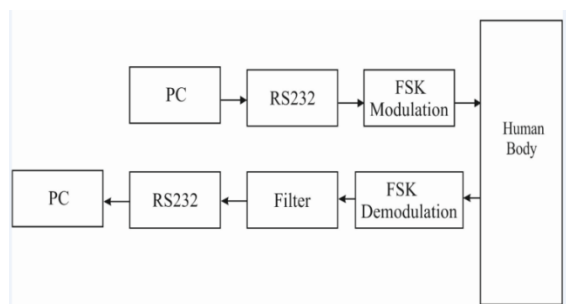 PC
RS232
FSK
Modulation
Human
Body
PC
RS232
Filter
FSK
Demodulation